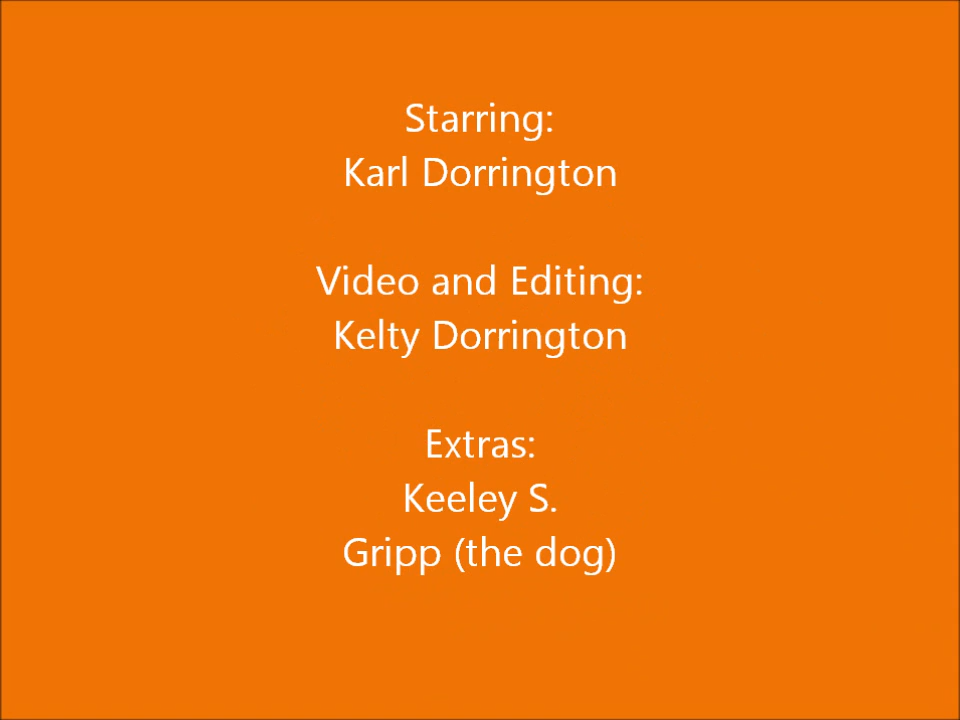 Starring:
Karl Dorrington
Video and Editing:
Kelty Dorrington
Extras:
Keeley S.
Gripp (the dog)